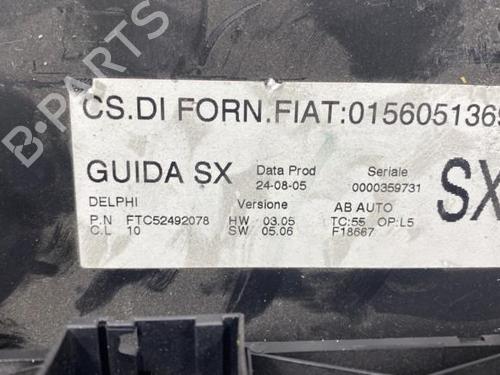 B-PARTS
CS.DI FORN.FIAT:0156051369
GUIDA SX Data Prod Seriale SX
24-08-05 0000359731
DELPHI Versione AB AUTO
P.N FTC52492078 HW 03.05 TC:55 OP:L5
C.L 10 SW 05.06 F18667